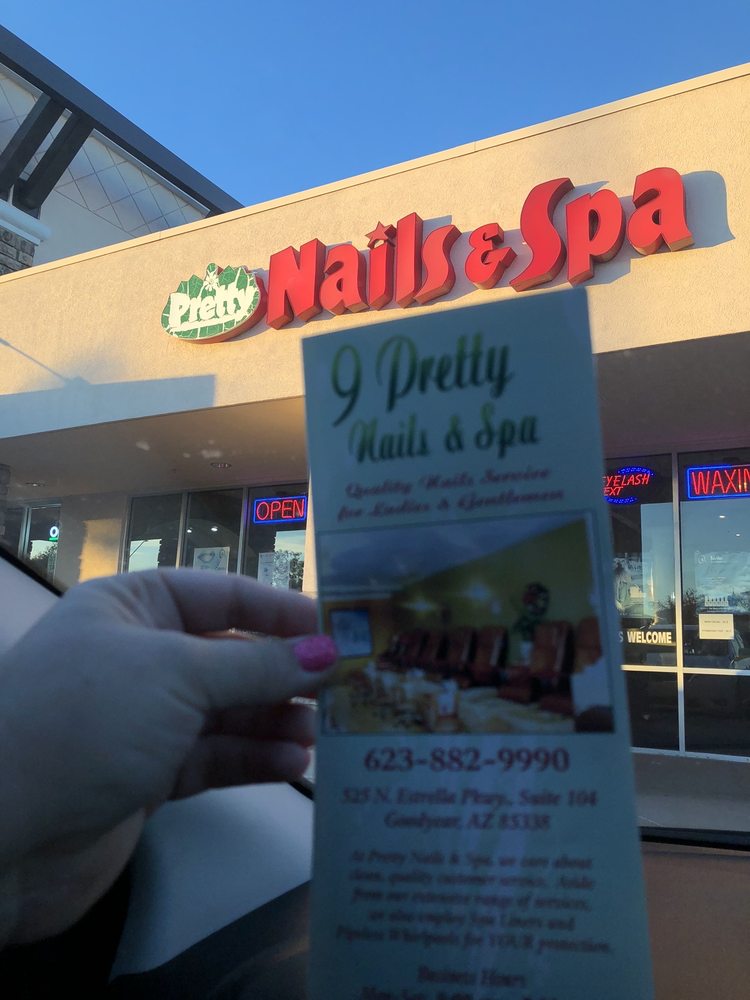 Pretty Nails & Spa
OPEN
EYELASH
EXT
WAXIN
S WELCOME
9 Pretty
Nails & Spa
Quality Nails Service
for Ladies & Gentlemen
623-882-9990
525 N. Estrella Pkwy., Suite 104
Goodyear, AZ 85338
At Pretty Nails & Spa, we care about
clean, quality customer service. Aside
from our extensive range of services,
we also employ Spa Liners and
Pipeless Whirlpools for YOUR protection.
Business Hours
Mon-Sat